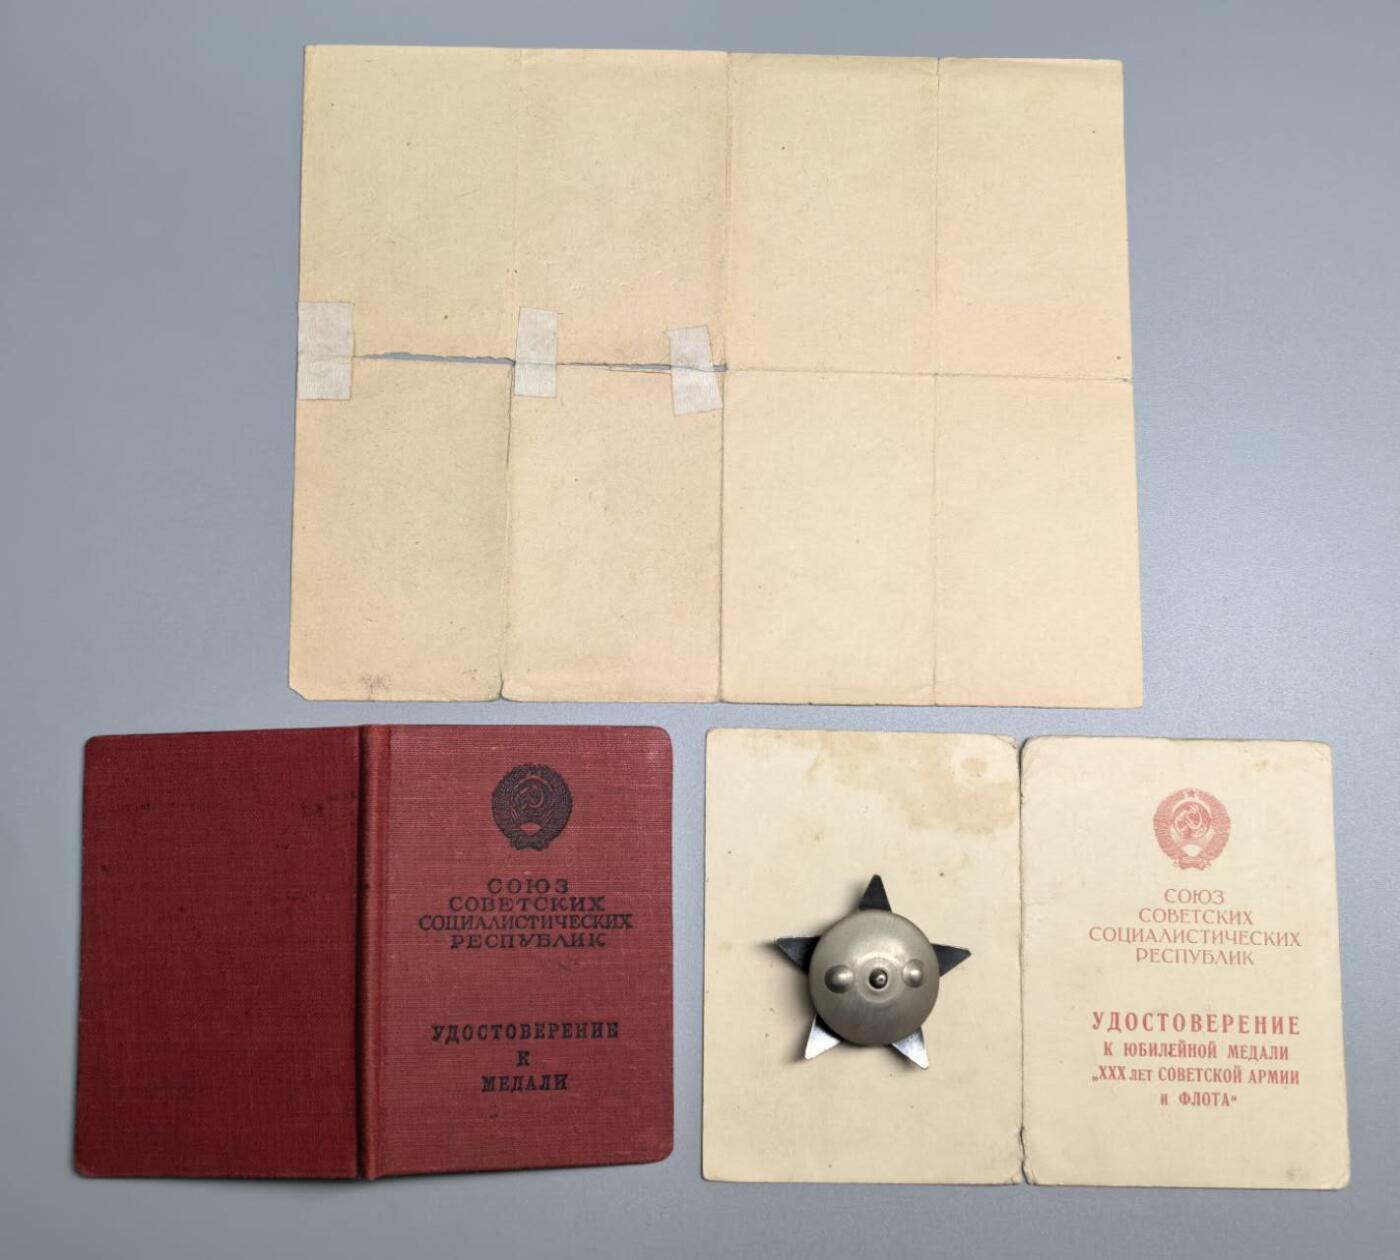 СОЮЗ
СОВЕТСКИХ
СОЦИАЛИСТИЧЕСКИХ
РЕСПУБЛИК
УДОСТОВЕРЕНИЕ
К
МЕДАЛИ
СОЮЗ
СОВЕТСКИХ
СОЦИАЛИСТИЧЕСКИХ
РЕСПУБЛИК
УДОСТОВЕРЕНИЕ
К ЮБИЛЕЙНОЙ МЕДАЛИ
„XXX ЛЕТ СОВЕТСКОЙ АРМИИ
И ФЛОТА“